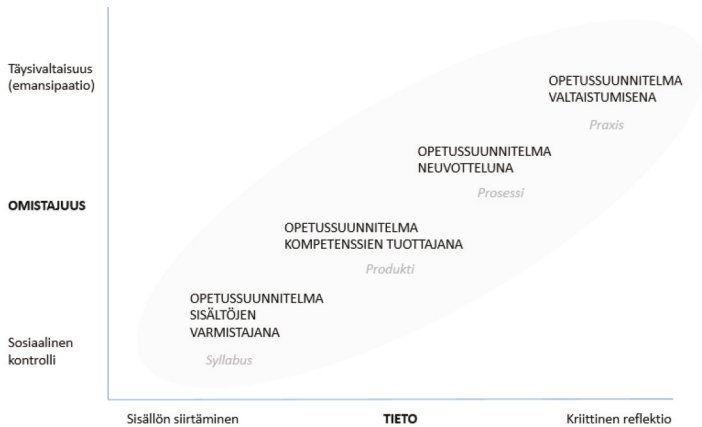 Täysivaltaisuus
(emansipaatio)
OPETUSSUUNNITELMA
VALTAISTUMISENA
Praxis
OPETUSSUUNNITELMA
NEUVOTTELUNA
Prosessi
OMISTAJUUS
OPETUSSUUNNITELMA
KOMPETENSSIEN TUOTTAJANA
Produkti
OPETUSSUUNNITELMA
SISÄLTÖJEN
VARMISTAJANA
Syllabus
Sosiaalinen
kontrolli
Sisällön siirtäminen
TIETO
Kriittinen reflektio